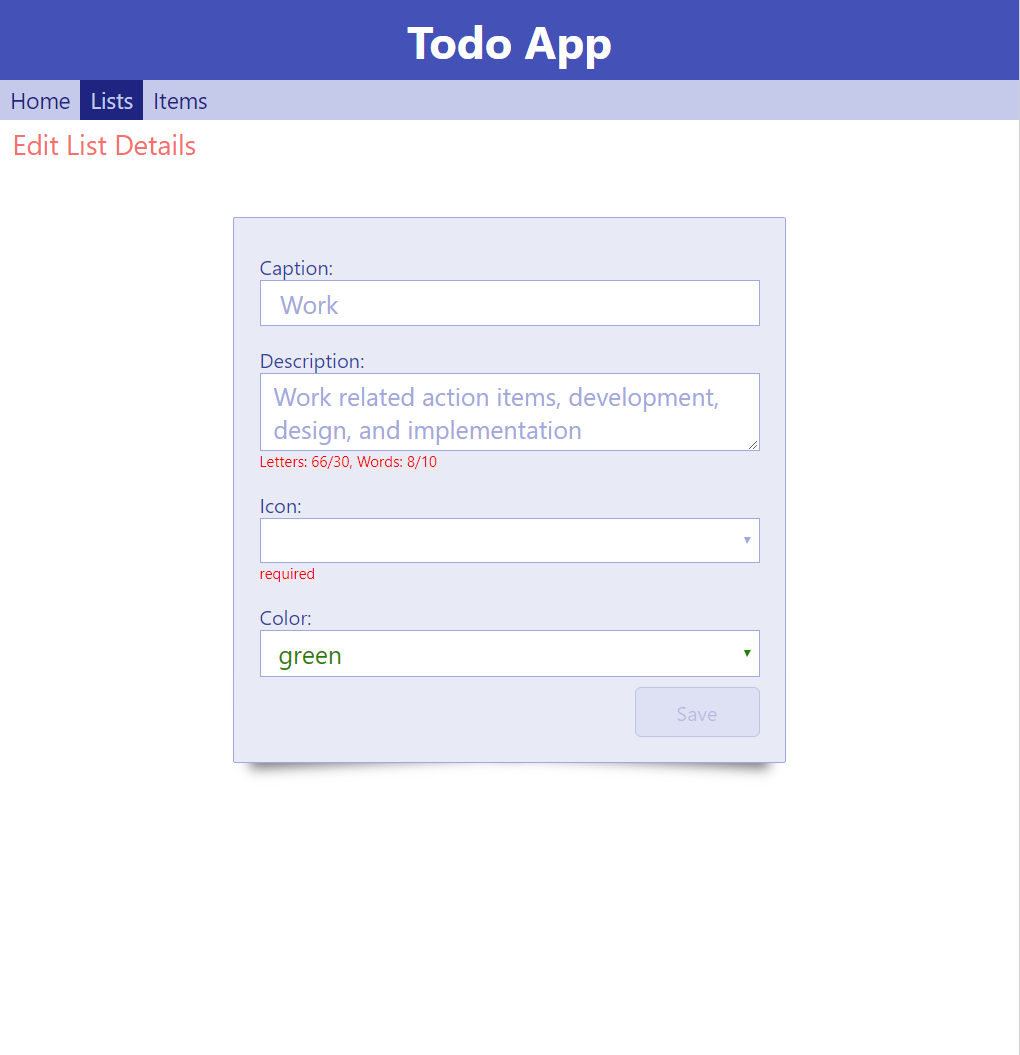 Todo App
Home Lists Items
Edit List Details
Caption:
Work
Description:
Work related action items, development,
design, and implementation
Letters: 66/30, Words: 8/10
Icon:
required
Color:
green
Save